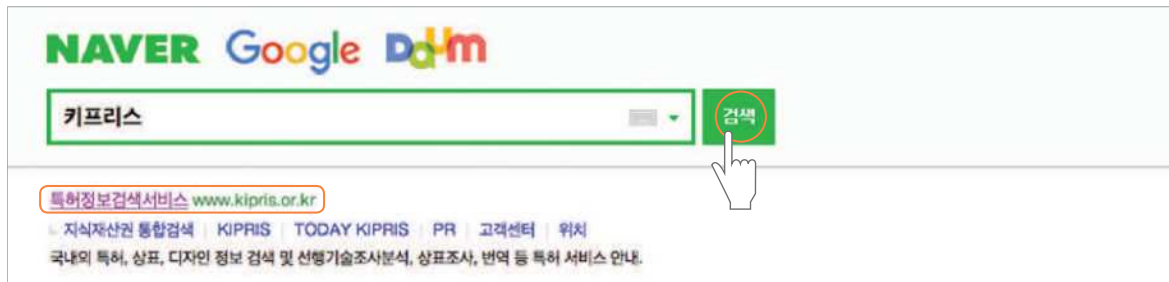 NAVER Google Daum
키프리스 검색
특허정보검색서비스 www.kipris.or.kr
지식재산권 통합검색 | KIPRIS | TODAY KIPRIS | PR | 고객센터 | 위치
국내외 특허, 상표, 디자인 정보 검색 및 선행기술조사분석, 상표조사, 번역 등 특허 서비스 안내.